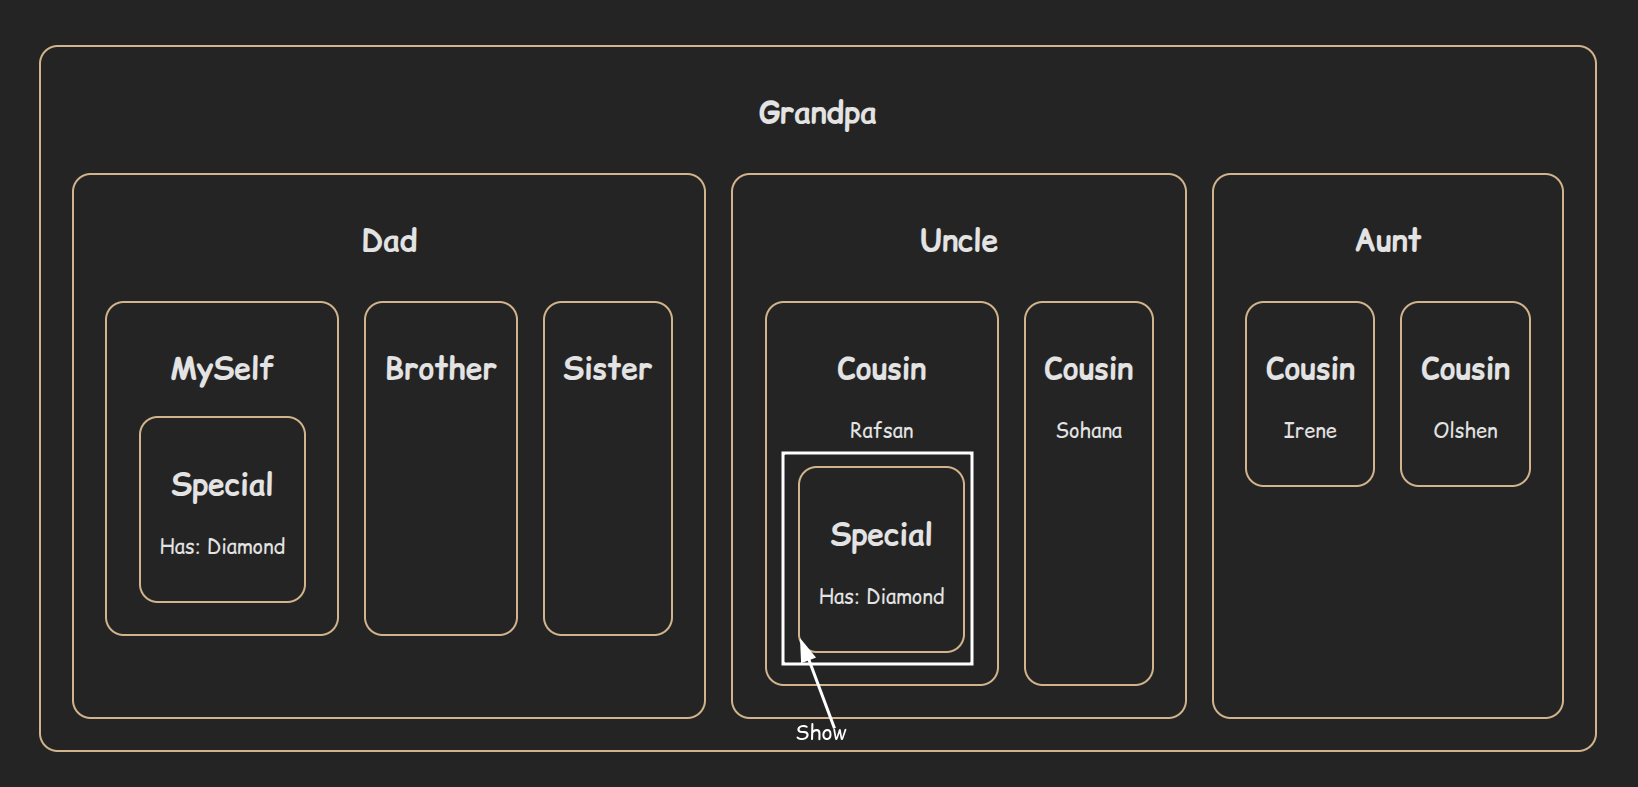 Grandpa
Dad
MySelf
Special
Has: Diamond
Brother
Sister
Uncle
Cousin
Rafsan
Special
Has: Diamond
Cousin
Sohana
Aunt
Cousin
Irene
Cousin
Olshen
Show